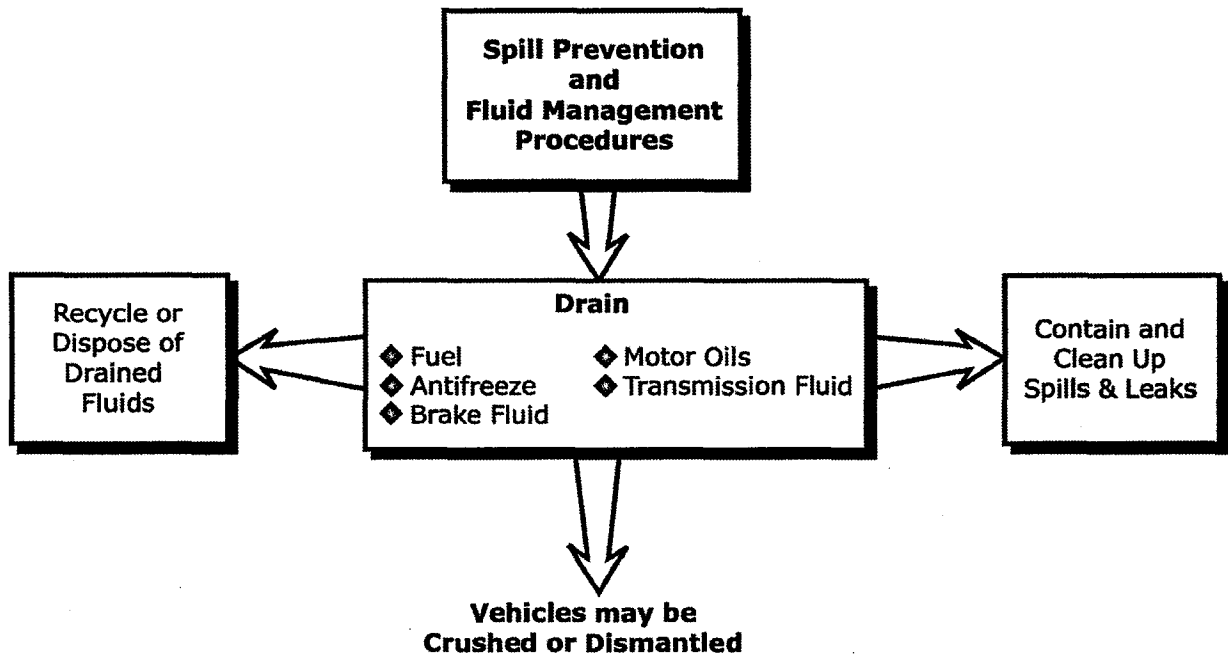 Spill Prevention
and
Fluid Management
Procedures
Recycle or
Dispose of
Drained
Fluids
Drain
Fuel
Antifreeze
Brake Fluid
Motor Oils
Transmission Fluid
Contain and
Clean Up
Spills & Leaks
Vehicles may be
Crushed or Dismantled